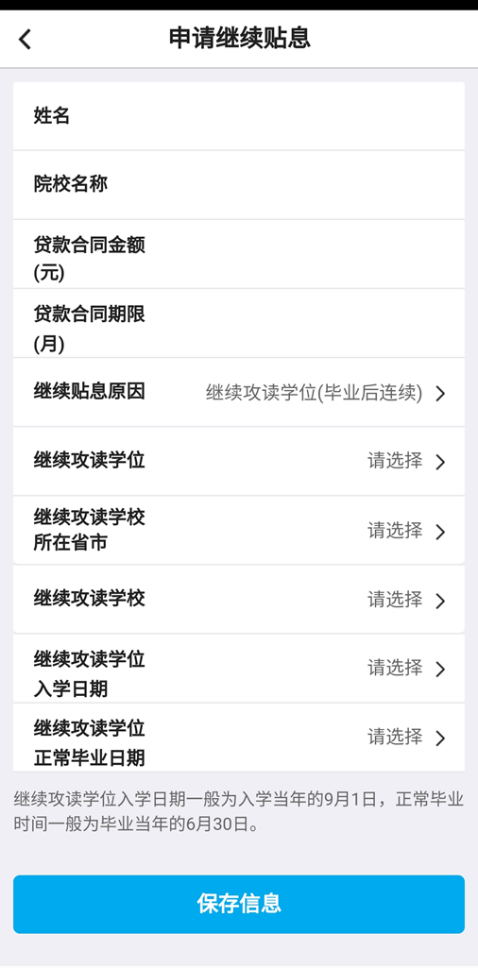 申请继续贴息
姓名
院校名称
贷款合同金额
(元)
贷款合同期限
(月)
继续贴息原因 继续攻读学位(毕业后连续)
继续攻读学位 请选择
继续攻读学校
所在省市 请选择
继续攻读学校 请选择
继续攻读学位
入学日期 请选择
继续攻读学位
正常毕业日期 请选择
继续攻读学位入学日期一般为入学当年的9月1日，正常毕业
时间一般为毕业当年的6月30日。
保存信息